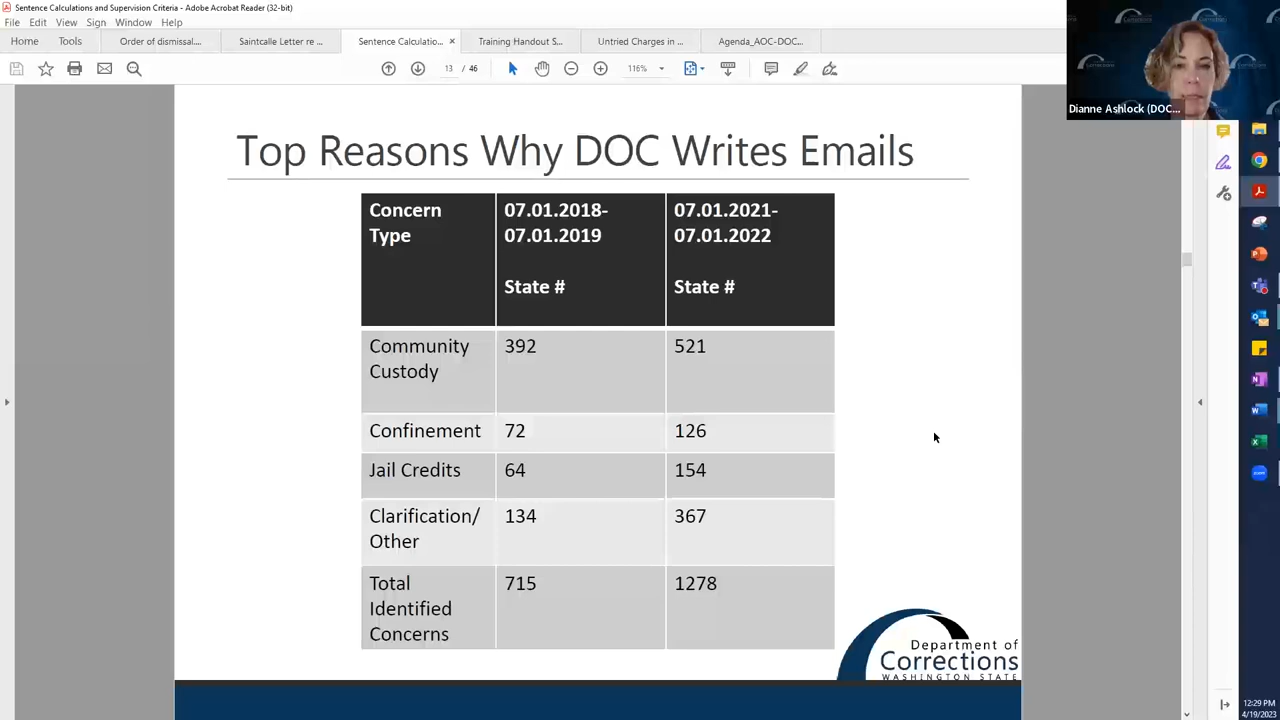 Sentence Calculations and Supervision Criteria - Adobe Acrobat Reader (32-bit)
File Edit View Sign Window Help
Home Tools Order of dismissal.... Saintcalle Letter re ... Sentence Calculatio... × Training Handout S... Untried Charges in ... Agenda_AOC-DOC...
13 / 46 116%
Dianne Ashlock (DOC...
Top Reasons Why DOC Writes Emails
Concern
Type
07.01.2018-
07.01.2019
State #
07.01.2021-
07.01.2022
State #
Community
Custody
392
521
Confinement
72
126
Jail Credits
64
154
Clarification/
Other
134
367
Total
Identified
Concerns
715
1278
Department of
Corrections
WASHINGTON STATE
12:29 PM
4/19/2023